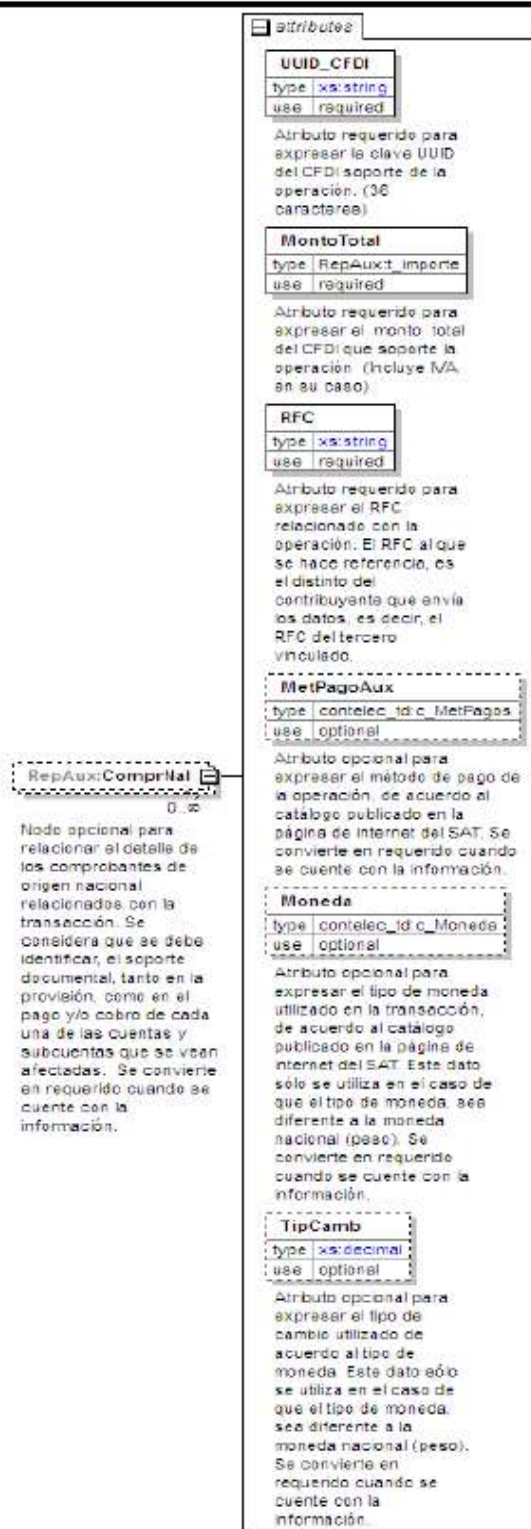 attributes
UUID_CFDI
type xs:string
use required
Atributo requerido para
expresar la clave UUID
del CFDI soporte de la
operación. (36
caracteres)
MontoTotal
type RepAux:t_importe
use required
Atributo requerido para
expresar el monto total
del CFDI que soporte la
operación (Incluye IVA
en su caso)
RFC
type xs:string
use required
Atributo requerido para
expresar el RFC
relacionado con la
operación. El RFC al que
se hace referencia, es
el distinto del
contribuyente que envía
los datos, es decir, el
RFC del tercero
vinculado.
MetPagoAux
type contelec_td:c_MetPagos
use optional
Atributo opcional para
expresar el método de pago de
la operación, de acuerdo al
catálogo publicado en la
página de internet del SAT. Se
convierte en requerido cuando
se cuente con la información.
Moneda
type contelec_td:c_Moneda
use optional
Atributo opcional para
expresar el tipo de moneda
utilizado en la transacción,
de acuerdo al catálogo
publicado en la página de
internet del SAT. Este dato
sólo se utiliza en el caso de
que el tipo de moneda, sea
diferente a la moneda
nacional (peso). Se
convierte en requerido
cuando se cuente con la
información.
TipCamb
type xs:decimal
use optional
Atributo opcional para
expresar el tipo de
cambio utilizado de
acuerdo al tipo de
moneda. Este dato sólo
se utiliza en el caso de
que el tipo de moneda,
sea diferente a la
moneda nacional (peso).
Se convierte en
requerido cuando se
cuente con la
información.
RepAux:ComprNal
0..∞
Nodo opcional para
relacionar el detalle de
los comprobantes de
origen nacional
relacionados con la
transacción. Se
considera que se debe
identificar, el soporte
documental, tanto en la
provisión, como en el
pago y/o cobro de cada
una de las cuentas y
subcuentas que se vean
afectadas. Se convierte
en requerido cuando se
cuente con la
información.